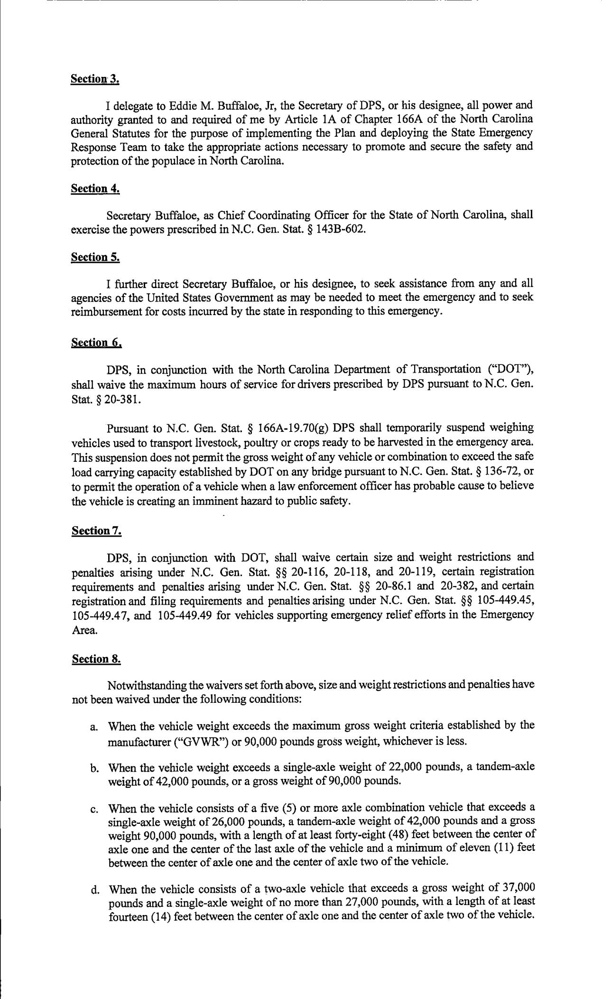 Section 3.
I delegate to Eddie M. Buffaloe, Jr, the Secretary of DPS, or his designee, all power and
authority granted to and required of me by Article 1A of Chapter 166A of the North Carolina
General Statutes for the purpose of implementing the Plan and deploying the State Emergency
Response Team to take the appropriate actions necessary to promote and secure the safety and
protection of the populace in North Carolina.
Section 4.
Secretary Buffaloe, as Chief Coordinating Officer for the State of North Carolina, shall
exercise the powers prescribed in N.C. Gen. Stat. § 143B-602.
Section 5.
I further direct Secretary Buffaloe, or his designee, to seek assistance from any and all
agencies of the United States Government as may be needed to meet the emergency and to seek
reimbursement for costs incurred by the state in responding to this emergency.
Section 6.
DPS, in conjunction with the North Carolina Department of Transportation (“DOT”),
shall waive the maximum hours of service for drivers prescribed by DPS pursuant to N.C. Gen.
Stat. § 20-381.
Pursuant to N.C. Gen. Stat. § 166A-19.70(g) DPS shall temporarily suspend weighing
vehicles used to transport livestock, poultry or crops ready to be harvested in the emergency area.
This suspension does not permit the gross weight of any vehicle or combination to exceed the safe
load carrying capacity established by DOT on any bridge pursuant to N.C. Gen. Stat. § 136-72, or
to permit the operation of a vehicle when a law enforcement officer has probable cause to believe
the vehicle is creating an imminent hazard to public safety.
Section 7.
DPS, in conjunction with DOT, shall waive certain size and weight restrictions and
penalties arising under N.C. Gen. Stat. §§ 20-116, 20-118, and 20-119, certain registration
requirements and penalties arising under N.C. Gen. Stat. §§ 20-86.1 and 20-382, and certain
registration and filing requirements and penalties arising under N.C. Gen. Stat. §§ 105-449.45,
105-449.47, and 105-449.49 for vehicles supporting emergency relief efforts in the Emergency
Area.
Section 8.
Notwithstanding the waivers set forth above, size and weight restrictions and penalties have
not been waived under the following conditions:
a. When the vehicle weight exceeds the maximum gross weight criteria established by the
manufacturer (“GVWR”) or 90,000 pounds gross weight, whichever is less.
b. When the vehicle weight exceeds a single-axle weight of 22,000 pounds, a tandem-axle
weight of 42,000 pounds, or a gross weight of 90,000 pounds.
c. When the vehicle consists of a five (5) or more axle combination vehicle that exceeds a
single-axle weight of 26,000 pounds, a tandem-axle weight of 42,000 pounds and a gross
weight 90,000 pounds, with a length of at least forty-eight (48) feet between the center of
axle one and the center of the last axle of the vehicle and a minimum of eleven (11) feet
between the center of axle one and the center of axle two of the vehicle.
d. When the vehicle consists of a two-axle vehicle that exceeds a gross weight of 37,000
pounds and a single-axle weight of no more than 27,000 pounds, with a length of at least
fourteen (14) feet between the center of axle one and the center of axle two of the vehicle.